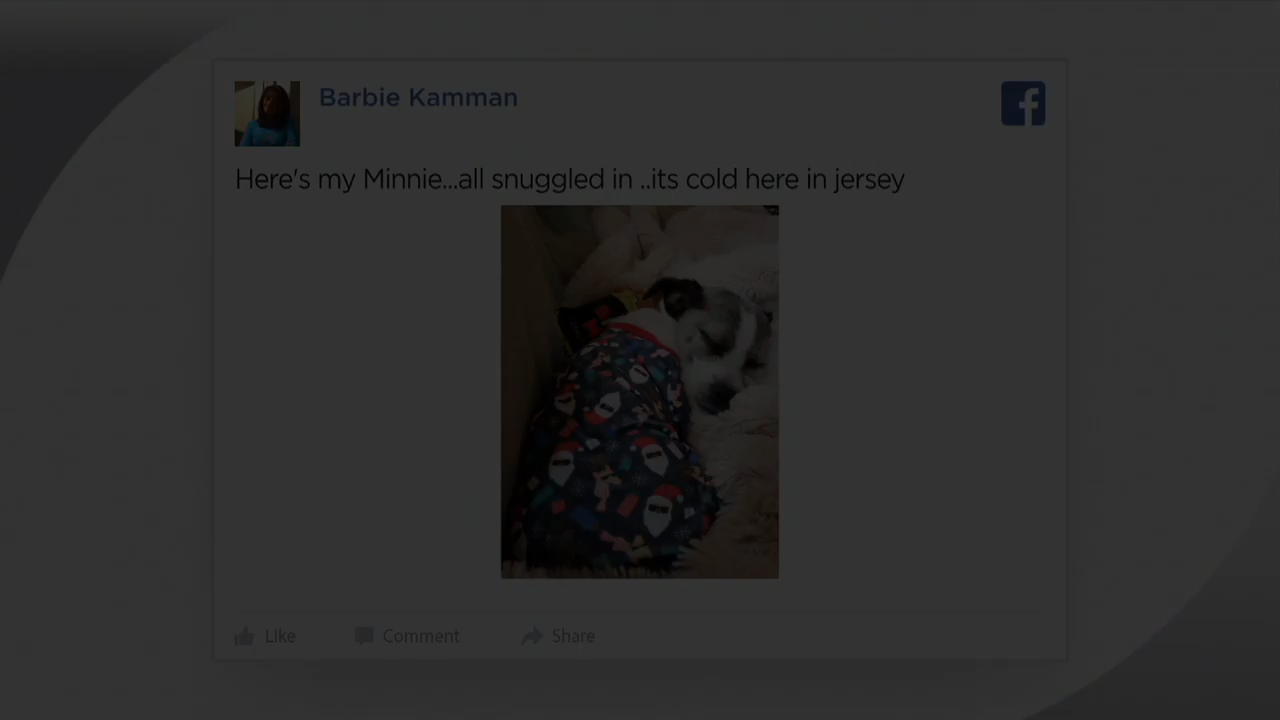 Barbie Kamman
Here's my Minnie...all snuggled in ..its cold here in jersey
Like
Comment
Share